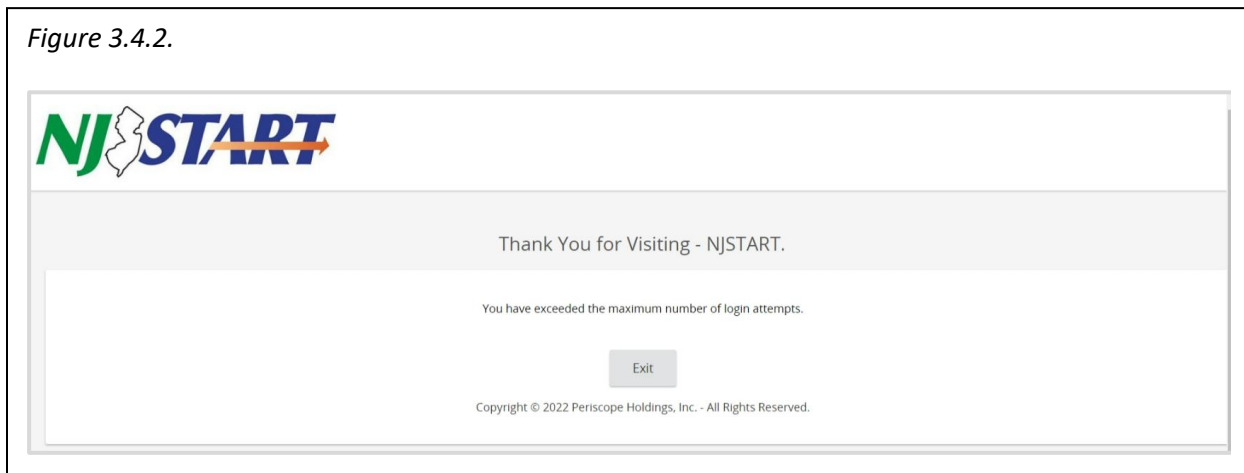 Figure 3.4.2.
NJSTART
Thank You for Visiting - NJSTART.
You have exceeded the maximum number of login attempts.
Exit
Copyright © 2022 Periscope Holdings, Inc. - All Rights Reserved.